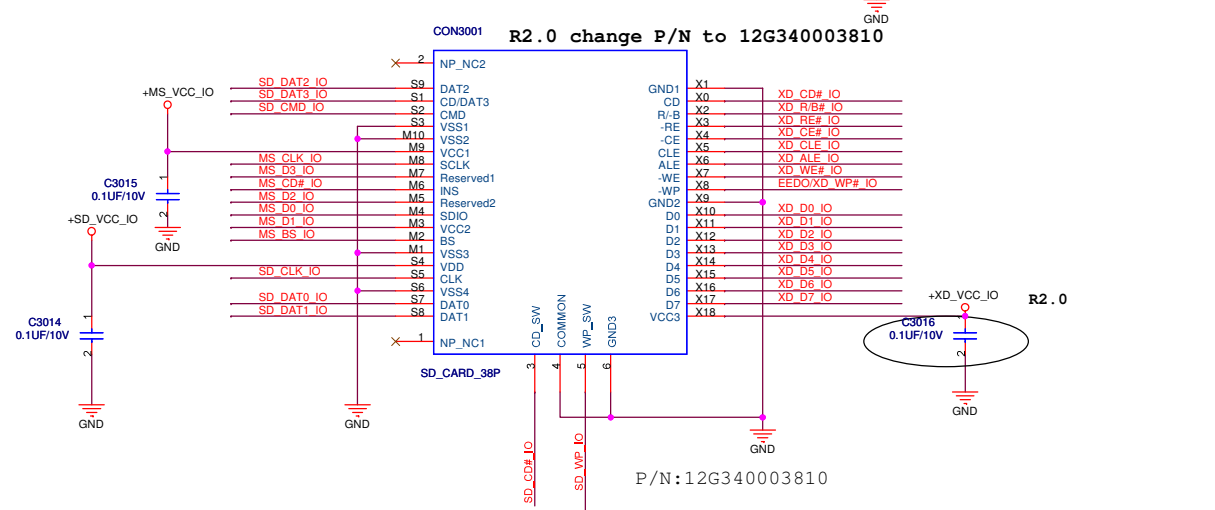 GND
CON3001
R2.0 change P/N to 12G340003810
2 NP_NC2
SD_DAT2_IO S9 DAT2 GND1 X1
+MS_VCC_IO
SD_DAT3_IO S1 CD/DAT3 CD X0 XD_CD#_IO
SD_CMD_IO S2 CMD R/-B X2 XD_R/B#_IO
S3 VSS1 -RE X3 XD_RE#_IO
M10 VSS2 -CE X4 XD_CE#_IO
M9 VCC1 CLE X5 XD_CLE_IO
MS_CLK_IO M8 SCLK ALE X6 XD_ALE_IO
MS_D3_IO M7 Reserved1 -WE X7 XD_WE#_IO
1
C3015
0.1UF/10V
2
MS_CD#_IO M6 INS -WP X8 EEDO/XD_WP#_IO
MS_D2_IO M5 Reserved2 GND2 X9
MS_D0_IO M4 SDIO D0 X10 XD_D0_IO
+SD_VCC_IO
MS_D1_IO M3 VCC2 D1 X11 XD_D1_IO
MS_BS_IO M2 BS D2 X12 XD_D2_IO
GND
M1 VSS3 D3 X13 XD_D3_IO
S4 VDD D4 X14 XD_D4_IO
SD_CLK_IO S5 CLK D5 X15 XD_D5_IO
S6 VSS4 D6 X16 XD_D6_IO
SD_DAT0_IO S7 DAT0 D7 X17 XD_D7_IO
+XD_VCC_IO
R2.0
SD_DAT1_IO S8 DAT1 VCC3 X18
1
C3014
0.1UF/10V
2
C3016
0.1UF/10V
2
1 NP_NC1
CD_SW
COMMON
WP_SW
GND3
SD_CARD_38P
3
4
5
6
GND
GND
GND
GND
SD_CD#_IO
SD_WP_IO
P/N:12G340003810